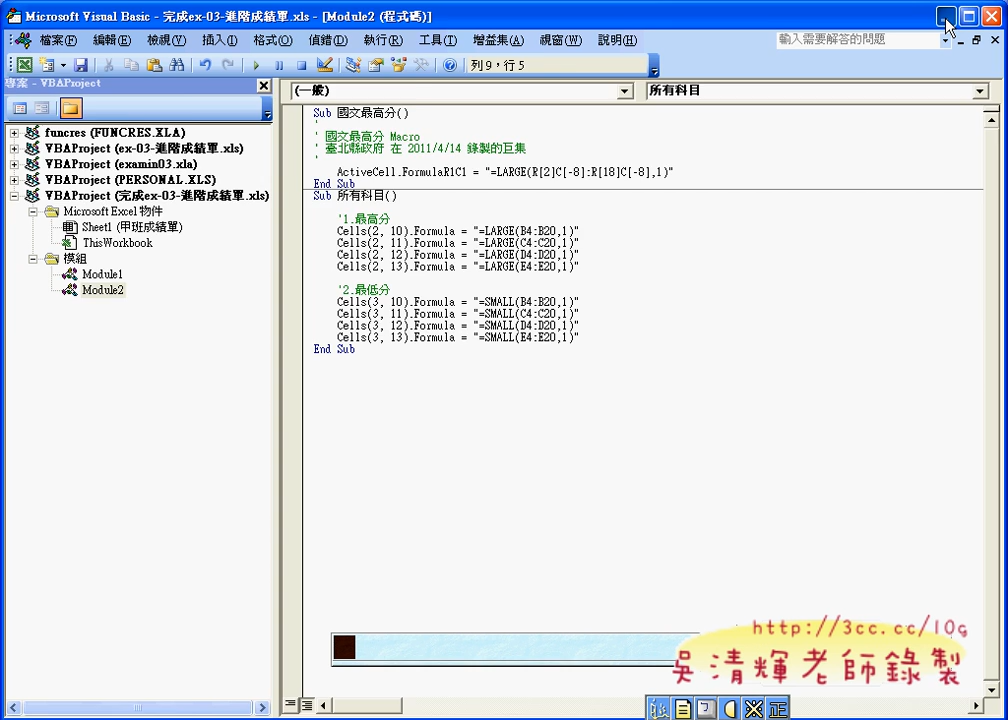 Microsoft Visual Basic - 完成ex-03-進階成績單.xls - [Module2 (程式碼)]
檔案(F) 編輯(E) 檢視(V) 插入(I) 格式(O) 偵錯(D) 執行(R) 工具(T) 增益集(A) 視窗(W) 說明(H) 輸入需要解答的問題
列 9，行 5
專案 - VBAProject
(一般) 所有科目
funcres (FUNCRES.XLA)
VBAProject (ex-03-進階成績單.xls)
VBAProject (examin03.xla)
VBAProject (PERSONAL.XLS)
VBAProject (完成ex-03-進階成績單.xls)
Microsoft Excel 物件
Sheet1 (甲班成績單)
ThisWorkbook
模組
Module1
Module2
Sub 國文最高分()
'
' 國文最高分 Macro
' 臺北縣政府 在 2011/4/14 錄製的巨集
'
ActiveCell.FormulaR1C1 = "=LARGE(R[2]C[-8]:R[18]C[-8],1)"
End Sub
Sub 所有科目()
'1.最高分
Cells(2, 10).Formula = "=LARGE(B4:B20,1)"
Cells(2, 11).Formula = "=LARGE(C4:C20,1)"
Cells(2, 12).Formula = "=LARGE(D4:D20,1)"
Cells(2, 13).Formula = "=LARGE(E4:E20,1)"
'2.最低分
Cells(3, 10).Formula = "=SMALL(B4:B20,1)"
Cells(3, 11).Formula = "=SMALL(C4:C20,1)"
Cells(3, 12).Formula = "=SMALL(D4:D20,1)"
Cells(3, 13).Formula = "=SMALL(E4:E20,1)"
End Sub
http://3cc.cc/10g
吳清輝老師錄製
正